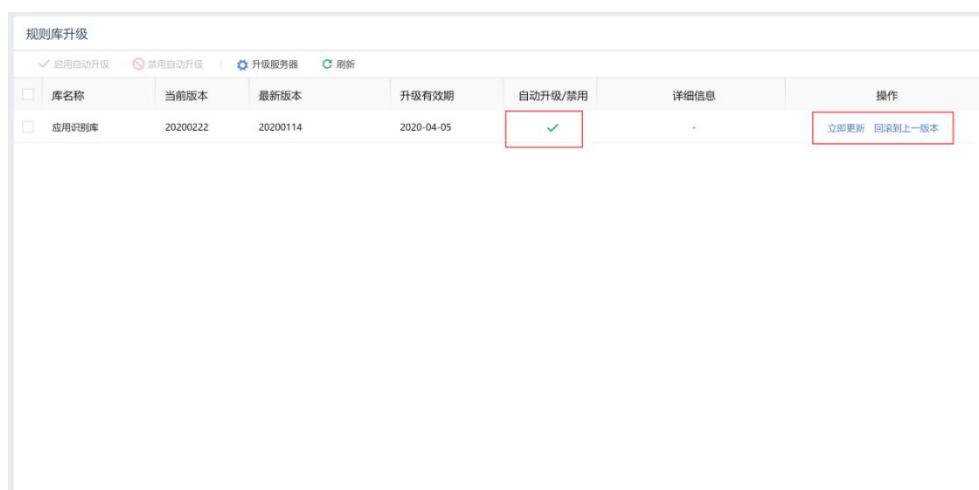 规则库升级
启用自动升级 禁用自动升级 升级服务器 刷新
库名称 当前版本 最新版本 升级有效期 自动升级/禁用 详细信息 操作
应用识别库 20200222 20200114 2020-04-05 - 立即更新 回滚到上一版本